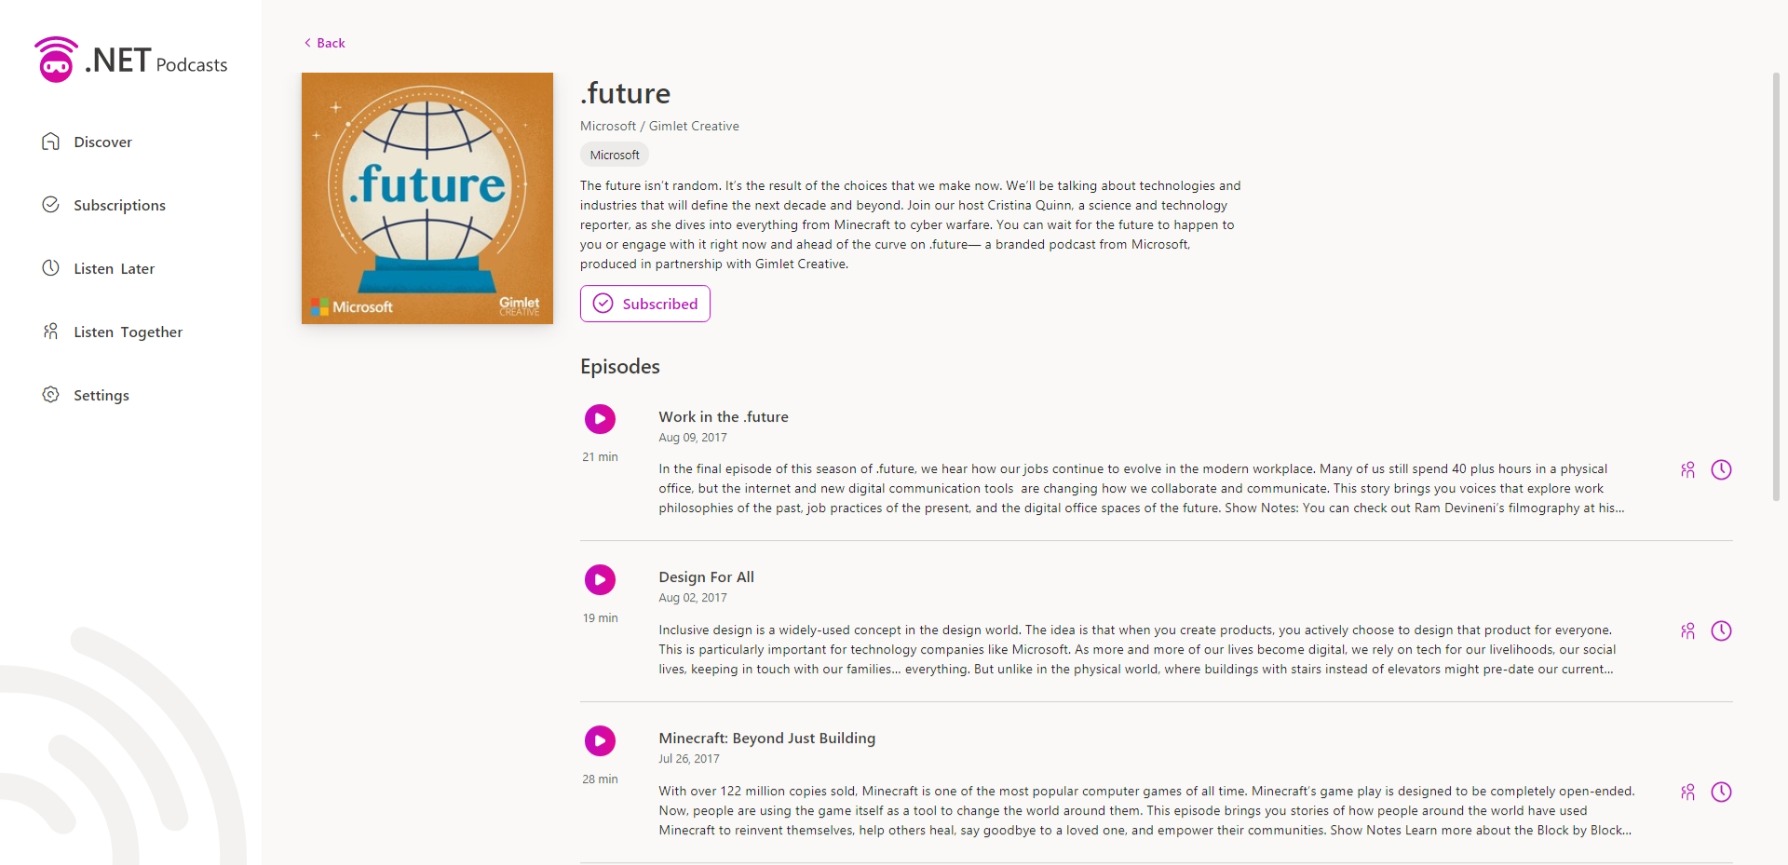 .NET Podcasts
Discover
Subscriptions
Listen Later
Listen Together
Settings
Back
.future
Microsoft
Gimlet
CREATIVE
.future
Microsoft / Gimlet Creative
Microsoft
The future isn't random. It's the result of the choices that we make now. We'll be talking about technologies and
industries that will define the next decade and beyond. Join our host Cristina Quinn, a science and technology
reporter, as she dives into everything from Minecraft to cyber warfare. You can wait for the future to happen to
you or engage with it right now and ahead of the curve on .future— a branded podcast from Microsoft,
produced in partnership with Gimlet Creative.
Subscribed
Episodes
Work in the .future
Aug 09, 2017
21 min
In the final episode of this season of .future, we hear how our jobs continue to evolve in the modern workplace. Many of us still spend 40 plus hours in a physical
office, but the internet and new digital communication tools  are changing how we collaborate and communicate. This story brings you voices that explore work
philosophies of the past, job practices of the present, and the digital office spaces of the future. Show Notes: You can check out Ram Devineni's filmography at his...
Design For All
Aug 02, 2017
19 min
Inclusive design is a widely-used concept in the design world. The idea is that when you create products, you actively choose to design that product for everyone.
This is particularly important for technology companies like Microsoft. As more and more of our lives become digital, we rely on tech for our livelihoods, our social
lives, keeping in touch with our families... everything. But unlike in the physical world, where buildings with stairs instead of elevators might pre-date our current...
Minecraft: Beyond Just Building
Jul 26, 2017
28 min
With over 122 million copies sold, Minecraft is one of the most popular computer games of all time. Minecraft's game play is designed to be completely open-ended.
Now, people are using the game itself as a tool to change the world around them. This episode brings you stories of how people around the world have used
Minecraft to reinvent themselves, help others heal, say goodbye to a loved one, and empower their communities. Show Notes Learn more about the Block by Block...